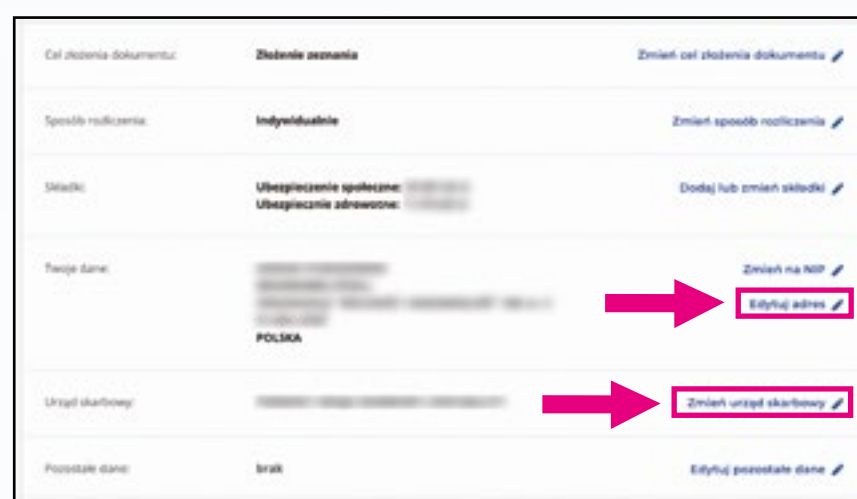 Cel złożenia dokumentu: Złożenie zeznania Zmień cel złożenia dokumentu
Sposób rozliczenia: Indywidualnie Zmień sposób rozliczenia
Składki: Ubezpieczenie społeczne: Dodaj lub zmień składki
Ubezpiecznie zdrowotne:
Twoje dane: Zmień na NIP
Edytuj adres
POLSKA
Urząd skarbowy: Zmień urząd skarbowy
Pozostałe dane: brak Edytuj pozostałe dane